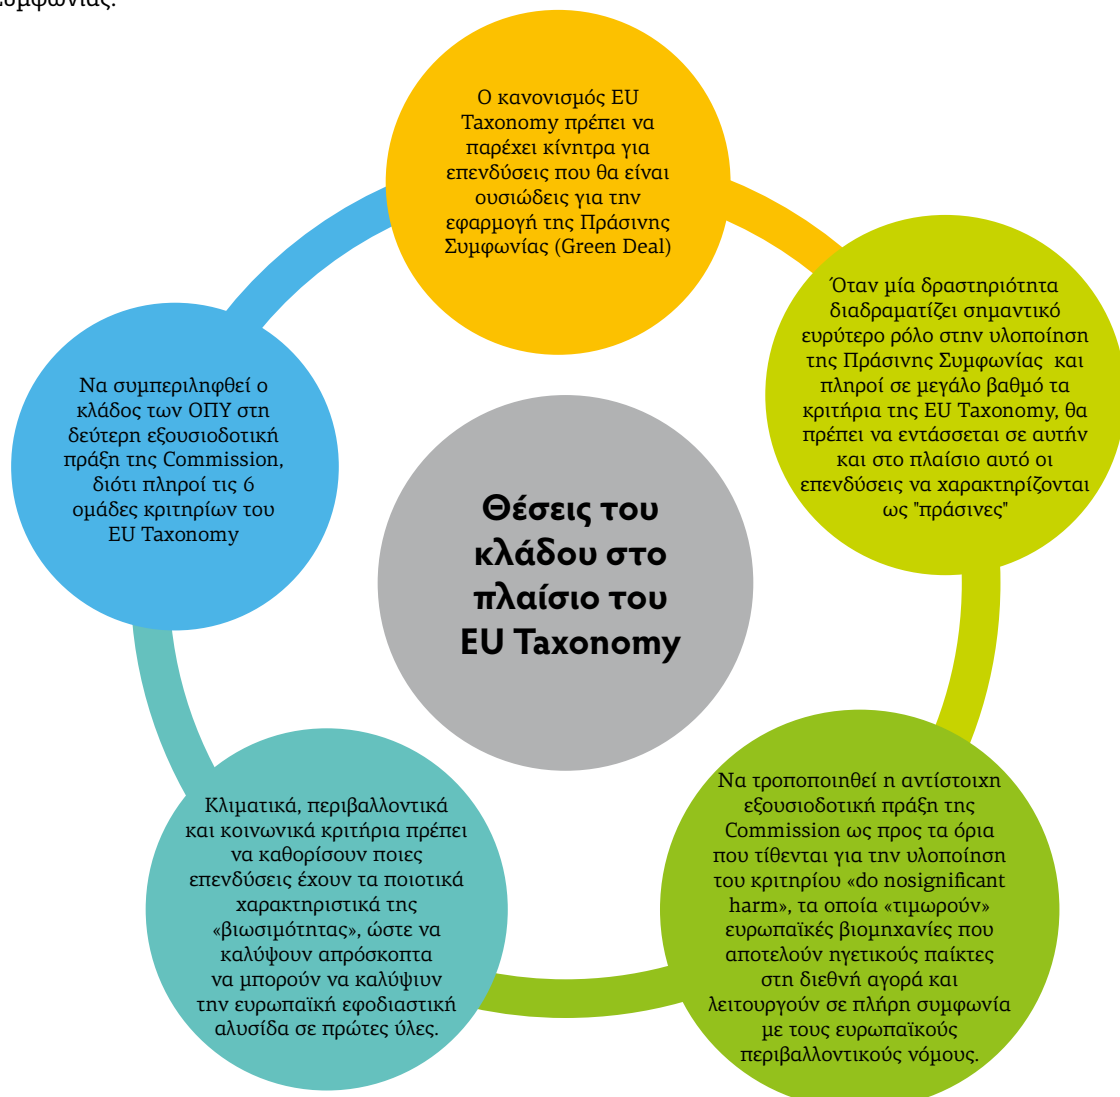 Συμφωνίας.
Ο κανονισμός EU
Taxonomy πρέπει να
παρέχει κίνητρα για
επενδύσεις που θα είναι
ουσιώδεις για την
εφαρμογή της Πράσινης
Συμφωνίας (Green Deal)
Όταν μία δραστηριότητα
διαδραματίζει σημαντικό
ευρύτερο ρόλο στην υλοποίηση
της Πράσινης Συμφωνίας και
πληροί σε μεγάλο βαθμό τα
κριτήρια της EU Taxonomy, θα
πρέπει να εντάσσεται σε αυτήν
και στο πλαίσιο αυτό οι
επενδύσεις να χαρακτηρίζονται
ως "πράσινες"
Να συμπεριληφθεί ο
κλάδος των ΟΠΥ στη
δεύτερη εξουσιοδοτική
πράξη της Commission,
διότι πληροί τις 6
ομάδες κριτηρίων του
EU Taxonomy
Θέσεις του
κλάδου στο
πλαίσιο του
EU Taxonomy
Να τροποποιηθεί η αντίστοιχη
εξουσιοδοτική πράξη της
Commission ως προς τα όρια
που τίθενται για την υλοποίηση
του κριτηρίου «do nosignificant
harm», τα οποία «τιμωρούν»
ευρωπαϊκές βιομηχανίες που
αποτελούν ηγετικούς παίκτες
στη διεθνή αγορά και
λειτουργούν σε πλήρη συμφωνία
με τους ευρωπαϊκούς
περιβαλλοντικούς νόμους.
Κλιματικά, περιβαλλοντικά
και κοινωνικά κριτήρια πρέπει
να καθορίσουν ποιες
επενδύσεις έχουν τα ποιοτικά
χαρακτηριστικά της
«βιωσιμότητας», ώστε να
καλύψουν απρόσκοπτα
να μπορούν να καλύψιυν
την ευρωπαϊκή εφοδιαστική
αλυσίδα σε πρώτες ύλες.